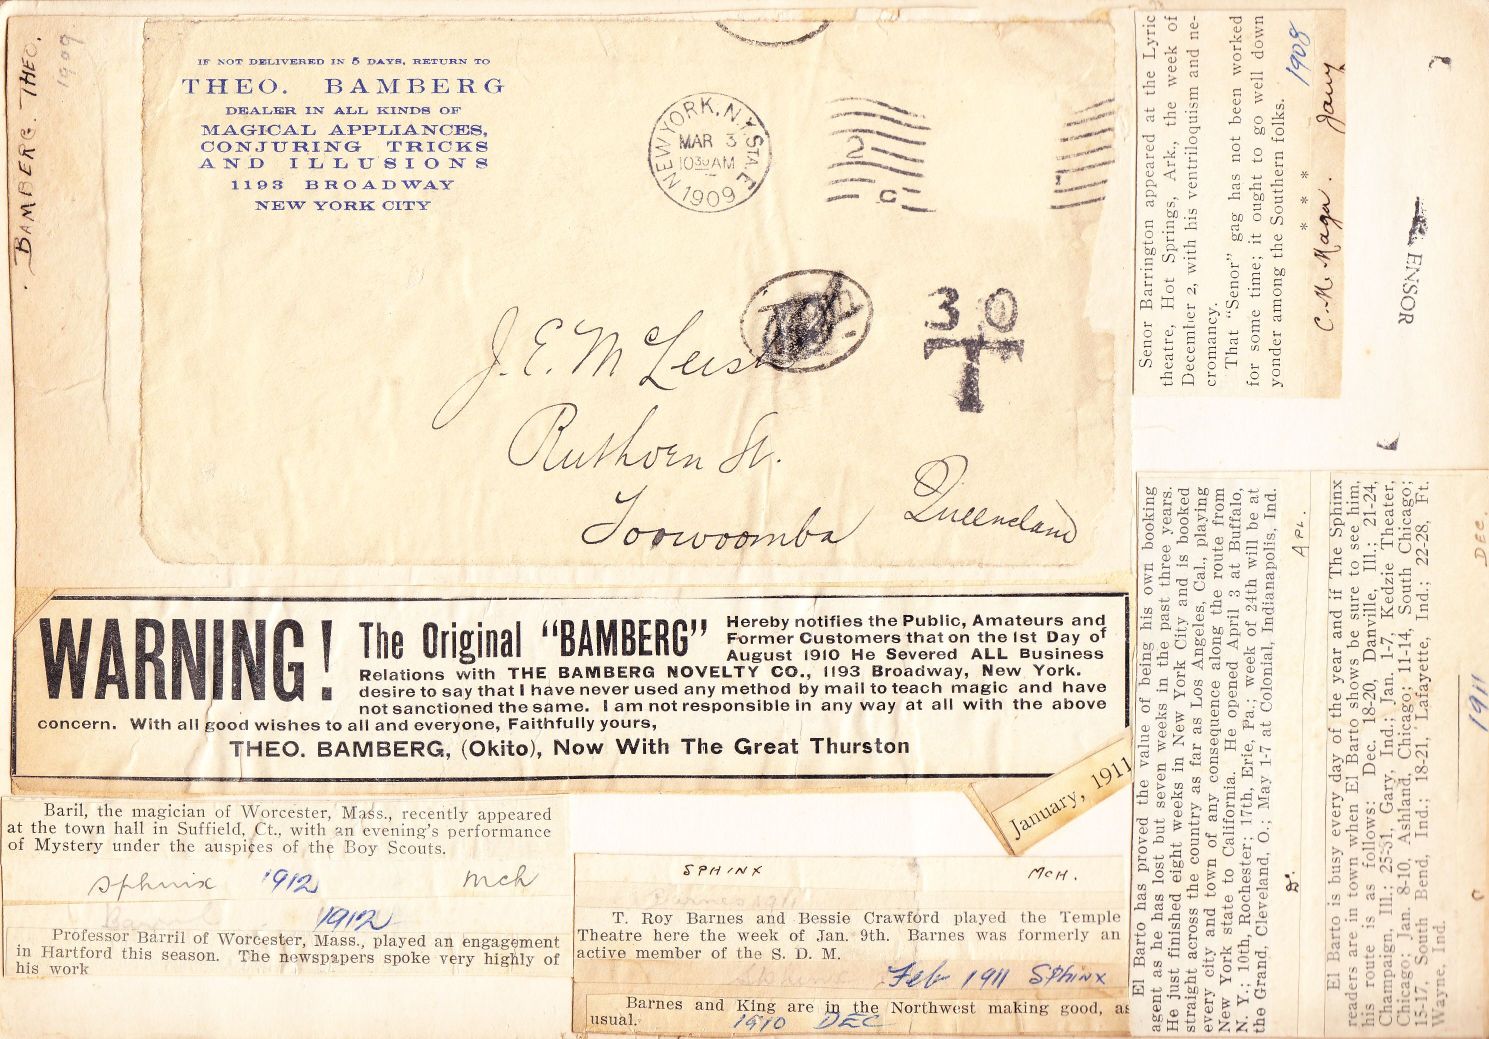 BAMBERG. THEO.
1909
IF NOT DELIVERED IN 5 DAYS, RETURN TO
THEO. BAMBERG
DEALER IN ALL KINDS OF
MAGICAL APPLIANCES,
CONJURING TRICKS
AND ILLUSIONS
1193 BROADWAY
NEW YORK CITY
NEW YORK, N.Y. STA. E
MAR 3
10 30 AM
1909
2
C
1
30
T
J. E. McLeish
Ruthven St.
Toowoomba
Queensland
WARNING! The Original "BAMBERG" Hereby notifies the Public, Amateurs and
Former Customers that on the 1st Day of
August 1910 He Severed ALL Business
Relations with THE BAMBERG NOVELTY CO., 1193 Broadway, New York.
desire to say that I have never used any method by mail to teach magic and have
not sanctioned the same. I am not responsible in any way at all with the above
concern. With all good wishes to all and everyone, Faithfully yours,
THEO. BAMBERG, (Okito), Now With The Great Thurston
January, 1911
Baril, the magician of Worcester, Mass., recently appeared
at the town hall in Suffield, Ct., with an evening's performance
of Mystery under the auspices of the Boy Scouts.
Sphinx 1912 Mch
1912
Professor Barril of Worcester, Mass., played an engagement
in Hartford this season. The newspapers spoke very highly of
his work
SPHINX MCH.
T. Roy Barnes and Bessie Crawford played the Temple
Theatre here the week of Jan. 9th. Barnes was formerly an
active member of the S. D. M.
Feb 1911 SPHINX
Barnes and King are in the Northwest making good, as
usual.
1910 DEC
Senor Barrington appeared at the Lyric
theatre, Hot Springs, Ark., the week of
December 2, with his ventriloquism and ne-
cromancy.
That "Senor" gag has not been worked
for some time; it ought to go well down
yonder among the Southern folks.
* * *
1908
C.M. Maga. Jany
ENSOR
El Barto has proved the value of being his own booking
agent as he has lost but seven weeks in the past three years.
He just finished eight weeks in New York City and is booked
straight across the country as far as Los Angeles, Cal., playing
every city and town of any consequence along the route from
New York state to California. He opened April 3 at Buffalo,
N. Y.; 10th, Rochester; 17th, Erie, Pa.; week of 24th will be at
the Grand, Cleveland, O.; May 1-7 at Colonial, Indianapolis, Ind.
APL.
El Barto is busy every day of the year and if The Sphinx
readers are in town when El Barto shows be sure to see him,
his route is as follows: Dec. 18-20, Danville, Ill.; 21-24,
Champaign, Ill.; 25-31, Gary, Ind.; Jan. 1-7, Kedzie Theater,
Chicago; Jan. 8-10, Ashland, Chicago; 11-14, South Chicago;
15-17, South Bend, Ind.; 18-21, Lafayette, Ind.; 22-28, Ft.
Wayne, Ind.
1911 DEC.